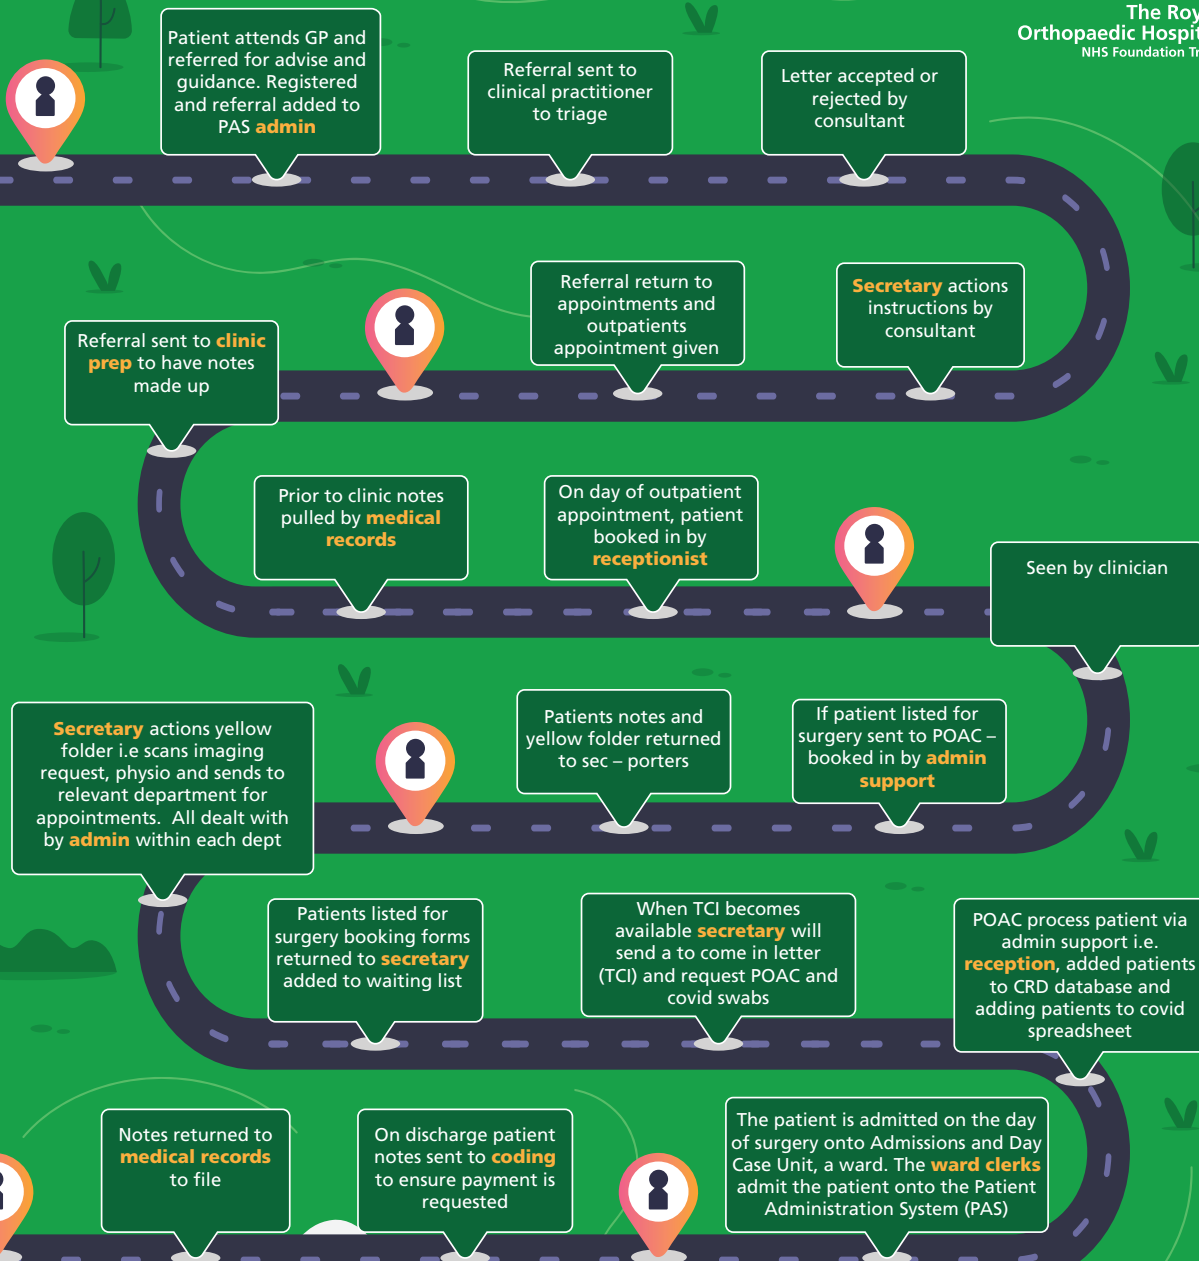 The Roy
Orthopaedic Hospit
NHS Foundation Tr
Patient attends GP and
referred for advise and
guidance. Registered
and referral added to
PAS admin
Referral sent to
clinical practitioner
to triage
Letter accepted or
rejected by
consultant
Secretary actions
instructions by
consultant
Referral return to
appointments and
outpatients
appointment given
Referral sent to clinic
prep to have notes
made up
Prior to clinic notes
pulled by medical
records
On day of outpatient
appointment, patient
booked in by
receptionist
Seen by clinician
If patient listed for
surgery sent to POAC –
booked in by admin
support
Patients notes and
yellow folder returned
to sec – porters
Secretary actions yellow
folder i.e scans imaging
request, physio and sends to
relevant department for
appointments. All dealt with
by admin within each dept
Patients listed for
surgery booking forms
returned to secretary
added to waiting list
When TCI becomes
available secretary will
send a to come in letter
(TCI) and request POAC and
covid swabs
POAC process patient via
admin support i.e.
reception, added patients
to CRD database and
adding patients to covid
spreadsheet
The patient is admitted on the day
of surgery onto Admissions and Day
Case Unit, a ward. The ward clerks
admit the patient onto the Patient
Administration System (PAS)
On discharge patient
notes sent to coding
to ensure payment is
requested
Notes returned to
medical records
to file